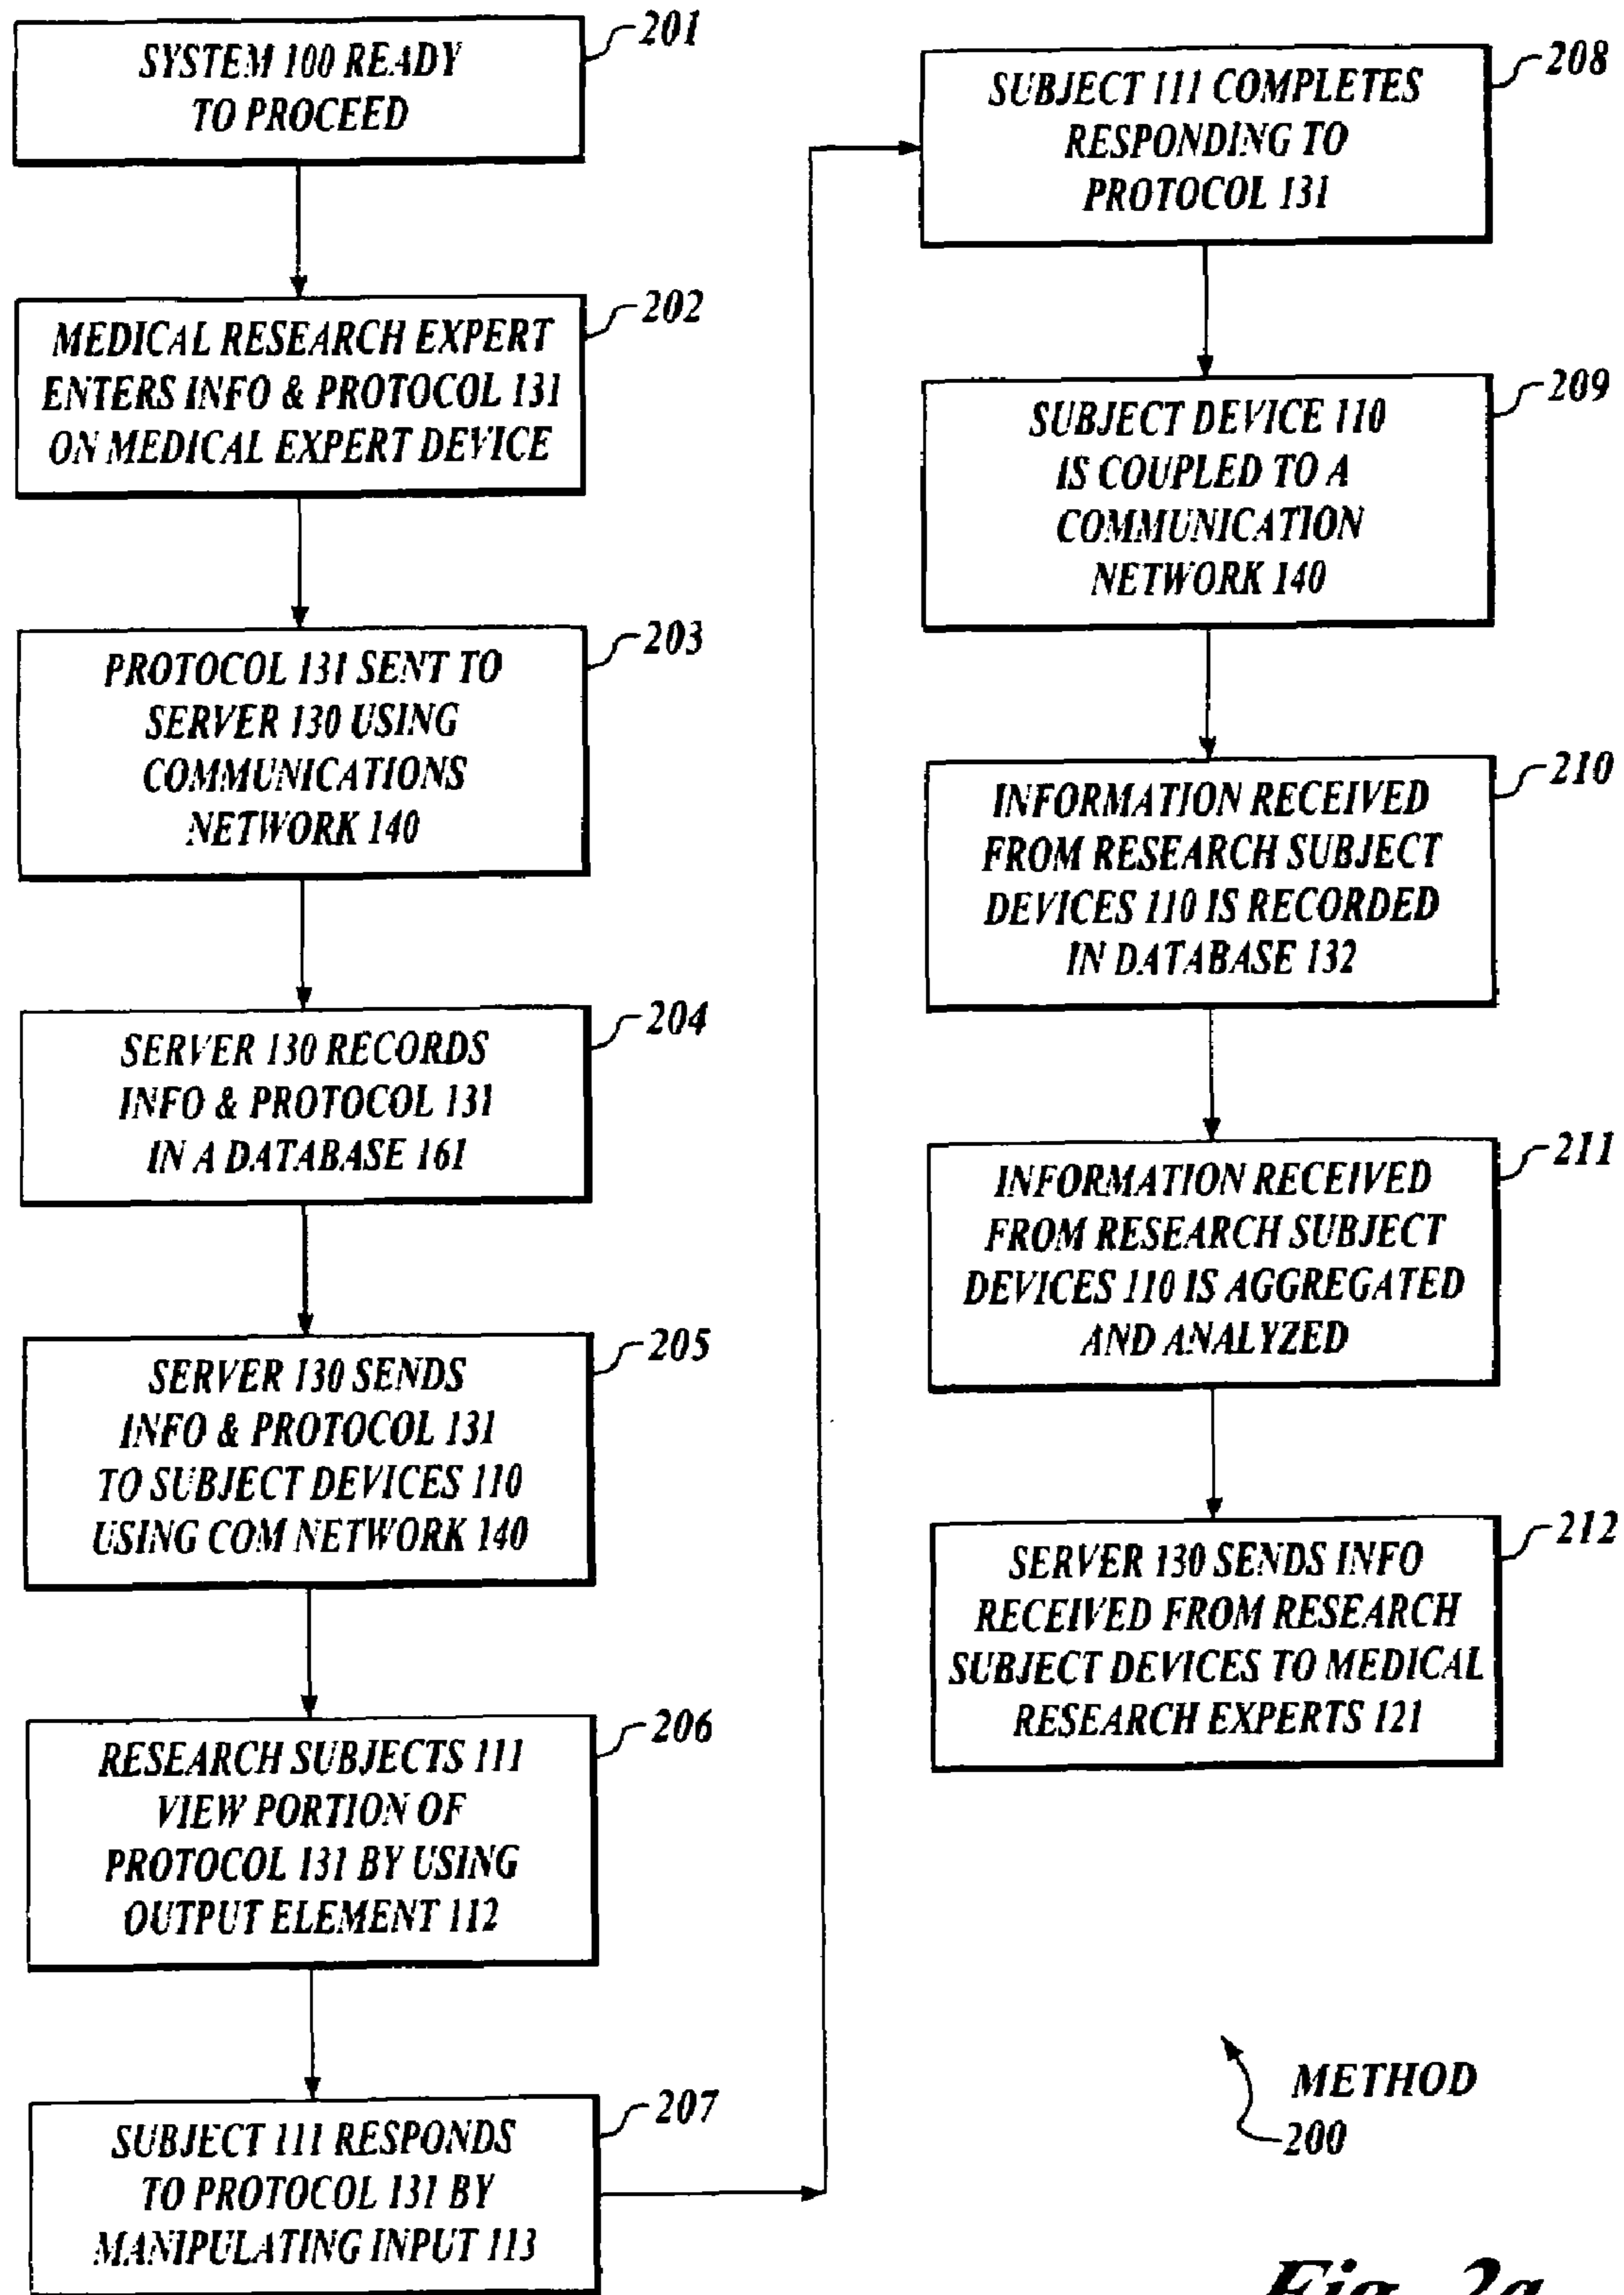 SYSTEM 100 READY
TO PROCEED
201
MEDICAL RESEARCH EXPERT
ENTERS INFO & PROTOCOL 131
ON MEDICAL EXPERT DEVICE
202
PROTOCOL 131 SENT TO
SERVER 130 USING
COMMUNICATIONS
NETWORK 140
203
SERVER 130 RECORDS
INFO & PROTOCOL 131
IN A DATABASE 161
204
SERVER 130 SENDS
INFO & PROTOCOL 131
TO SUBJECT DEVICES 110
USING COM NETWORK 140
205
RESEARCH SUBJECTS 111
VIEW PORTION OF
PROTOCOL 131 BY USING
OUTPUT ELEMENT 112
206
SUBJECT 111 RESPONDS
TO PROTOCOL 131 BY
MANIPULATING INPUT 113
207
SUBJECT 111 COMPLETES
RESPONDING TO
PROTOCOL 131
208
SUBJECT DEVICE 110
IS COUPLED TO A
COMMUNICATION
NETWORK 140
209
INFORMATION RECEIVED
FROM RESEARCH SUBJECT
DEVICES 110 IS RECORDED
IN DATABASE 132
210
INFORMATION RECEIVED
FROM RESEARCH SUBJECT
DEVICES 110 IS AGGREGATED
AND ANALYZED
211
SERVER 130 SENDS INFO
RECEIVED FROM RESEARCH
SUBJECT DEVICES TO MEDICAL
RESEARCH EXPERTS 121
212
METHOD
200
Fig. 2a